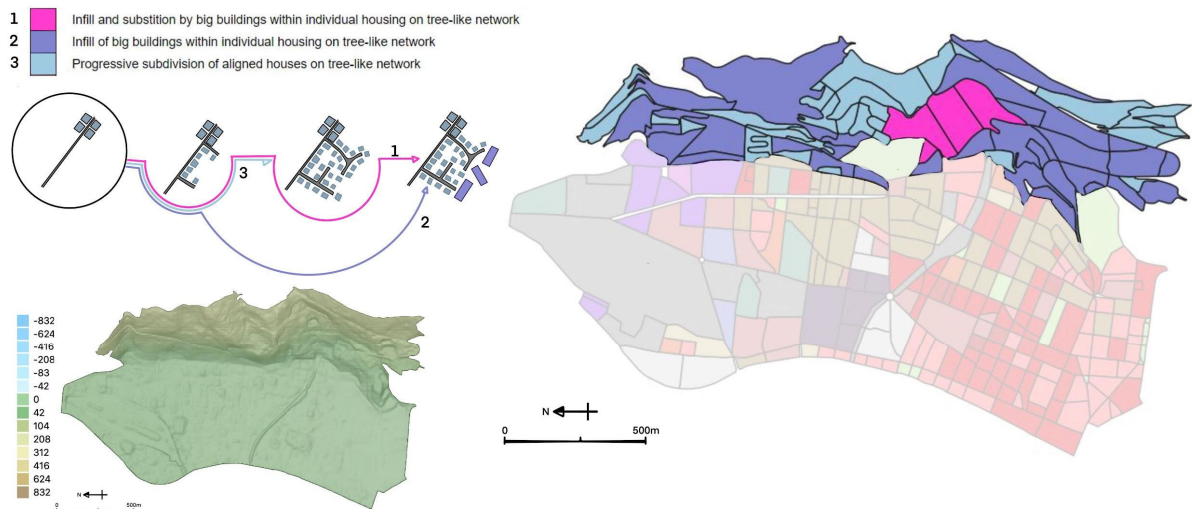 1 Infill and substition by big buildings within individual housing on tree-like network
2 Infill of big buildings within individual housing on tree-like network
3 Progressive subdivision of aligned houses on tree-like network
1
3
2
-832
-624
-416
-208
-83
-42
0
42
104
208
312
416
624
832
N
0 500m
N
0 500m